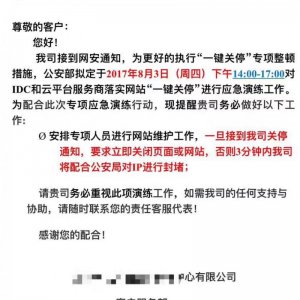 尊敬的客户：
您好！
我司接到网安通知，为更好的执行“一键关停”专项整顿
措施，公安部拟定于2017年8月3日（周四）下午14:00-17:00对
IDC和云平台服务商落实网站“一键关停”进行应急演练工作。
为配合此次专项应急演练行动，现提醒贵司务必做好以下工
作：
Ø 安排专项人员进行网站维护工作，一旦接到我司关停
通知，要求立即关闭页面或网站，否则3分钟内我司
将配合公安局对IP进行封堵；
请贵司务必重视此项演练工作，如需我司的任何支持与
协助，请随时联系您的责任客服代表！
感谢您的配合！
中心有限公司
客户服务部